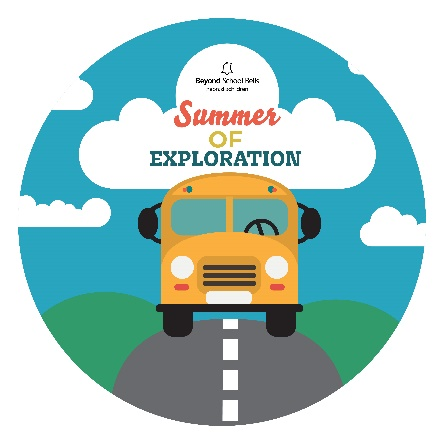 Beyond School Bells
Summer
OF
EXPLORATION